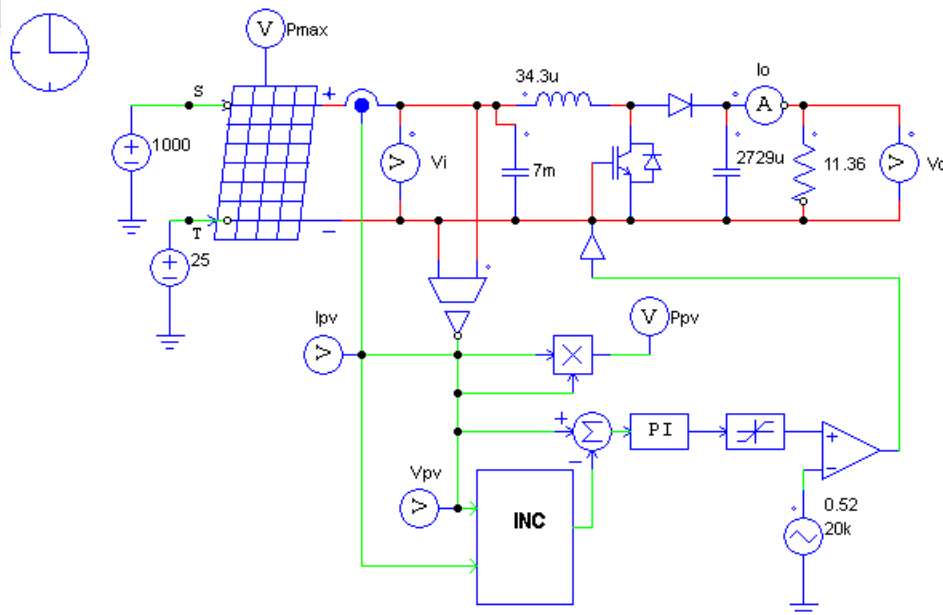 V
Pmax
34.3u
Io
S
+
A
1000
V
Vi
7m
2729u
11.36
V
T
−
25
Ipv
V
V
Ppv
+
−
PI
+
−
Vpv
V
INC
0.52
20k